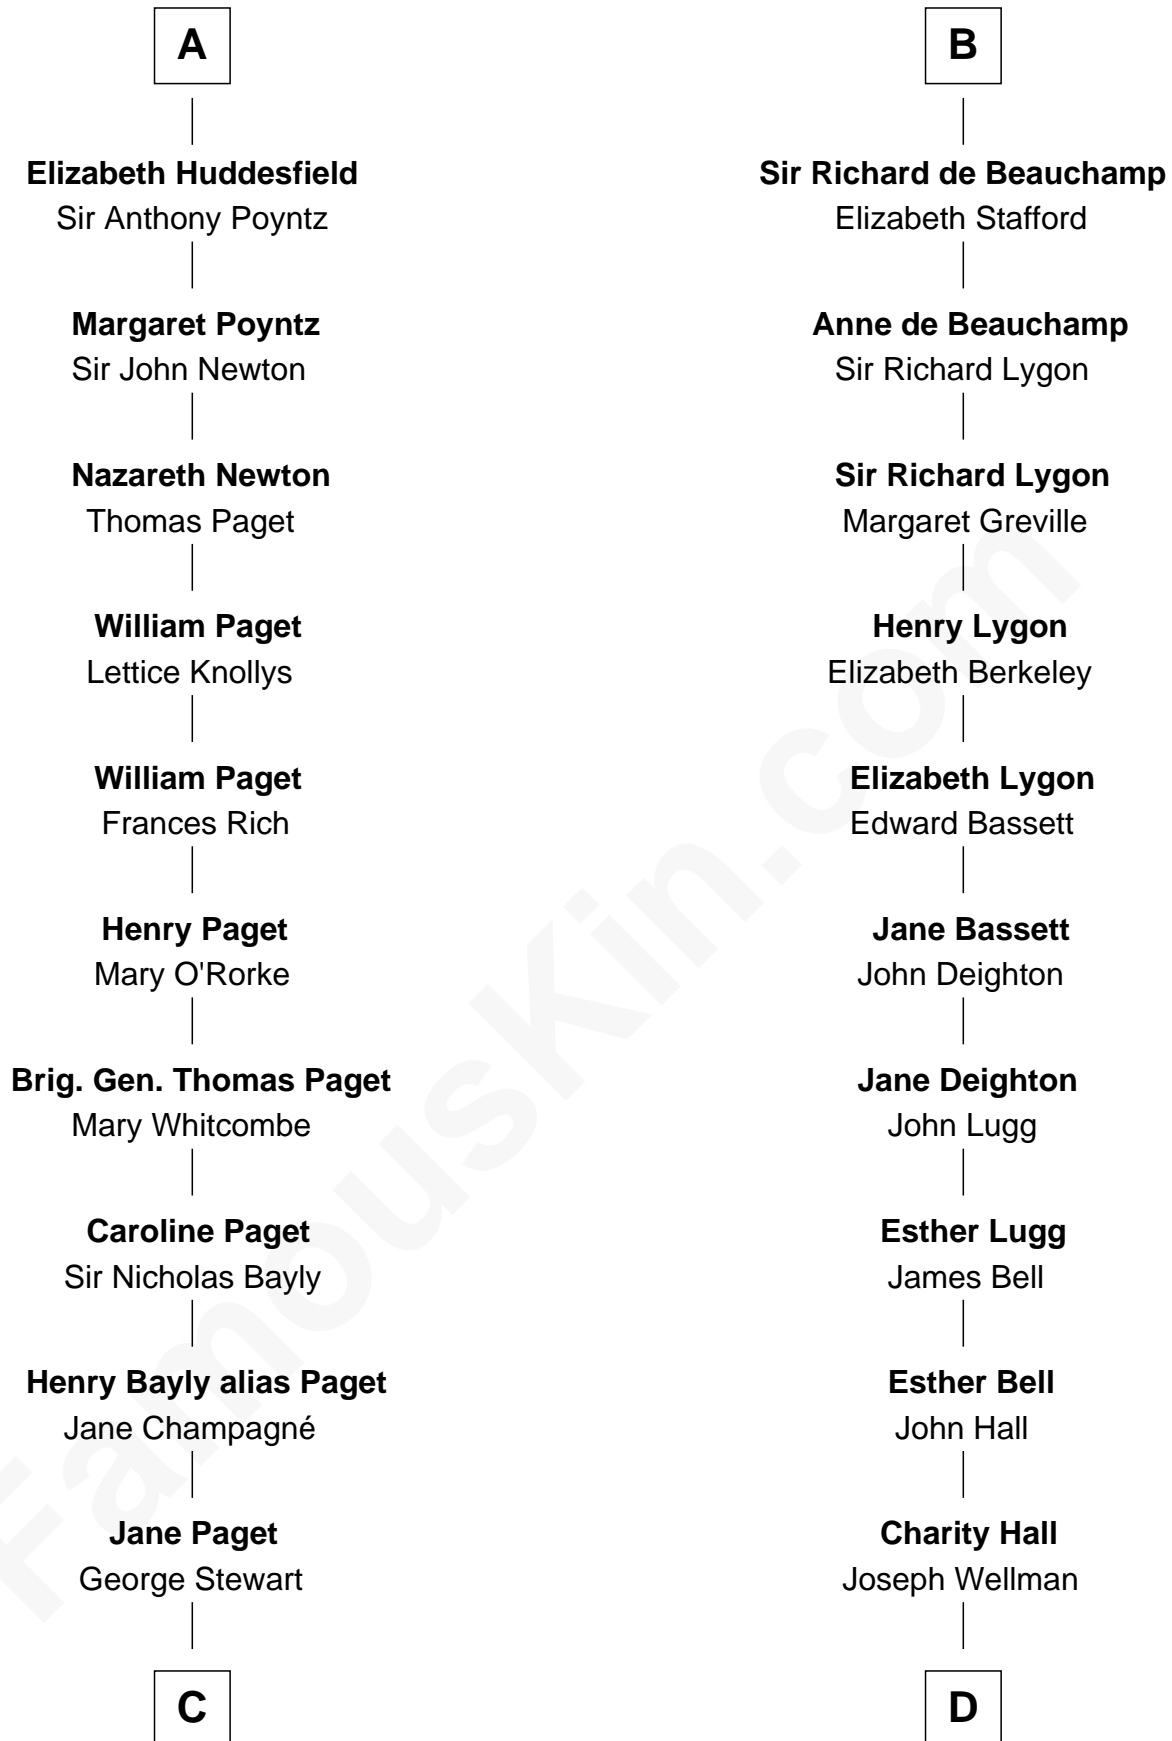 A
Elizabeth Huddesfield
Sir Anthony Poyntz
Margaret Poyntz
Sir John Newton
Nazareth Newton
Thomas Paget
William Paget
Lettice Knollys
William Paget
Frances Rich
Henry Paget
Mary O'Rorke
Brig. Gen. Thomas Paget
Mary Whitcombe
Caroline Paget
Sir Nicholas Bayly
Henry Bayly alias Paget
Jane Champagné
Jane Paget
George Stewart
C
B
Sir Richard de Beauchamp
Elizabeth Stafford
Anne de Beauchamp
Sir Richard Lygon
Sir Richard Lygon
Margaret Greville
Henry Lygon
Elizabeth Berkeley
Elizabeth Lygon
Edward Bassett
Jane Bassett
John Deighton
Jane Deighton
John Lugg
Esther Lugg
James Bell
Esther Bell
John Hall
Charity Hall
Joseph Wellman
D
FamousKin.com